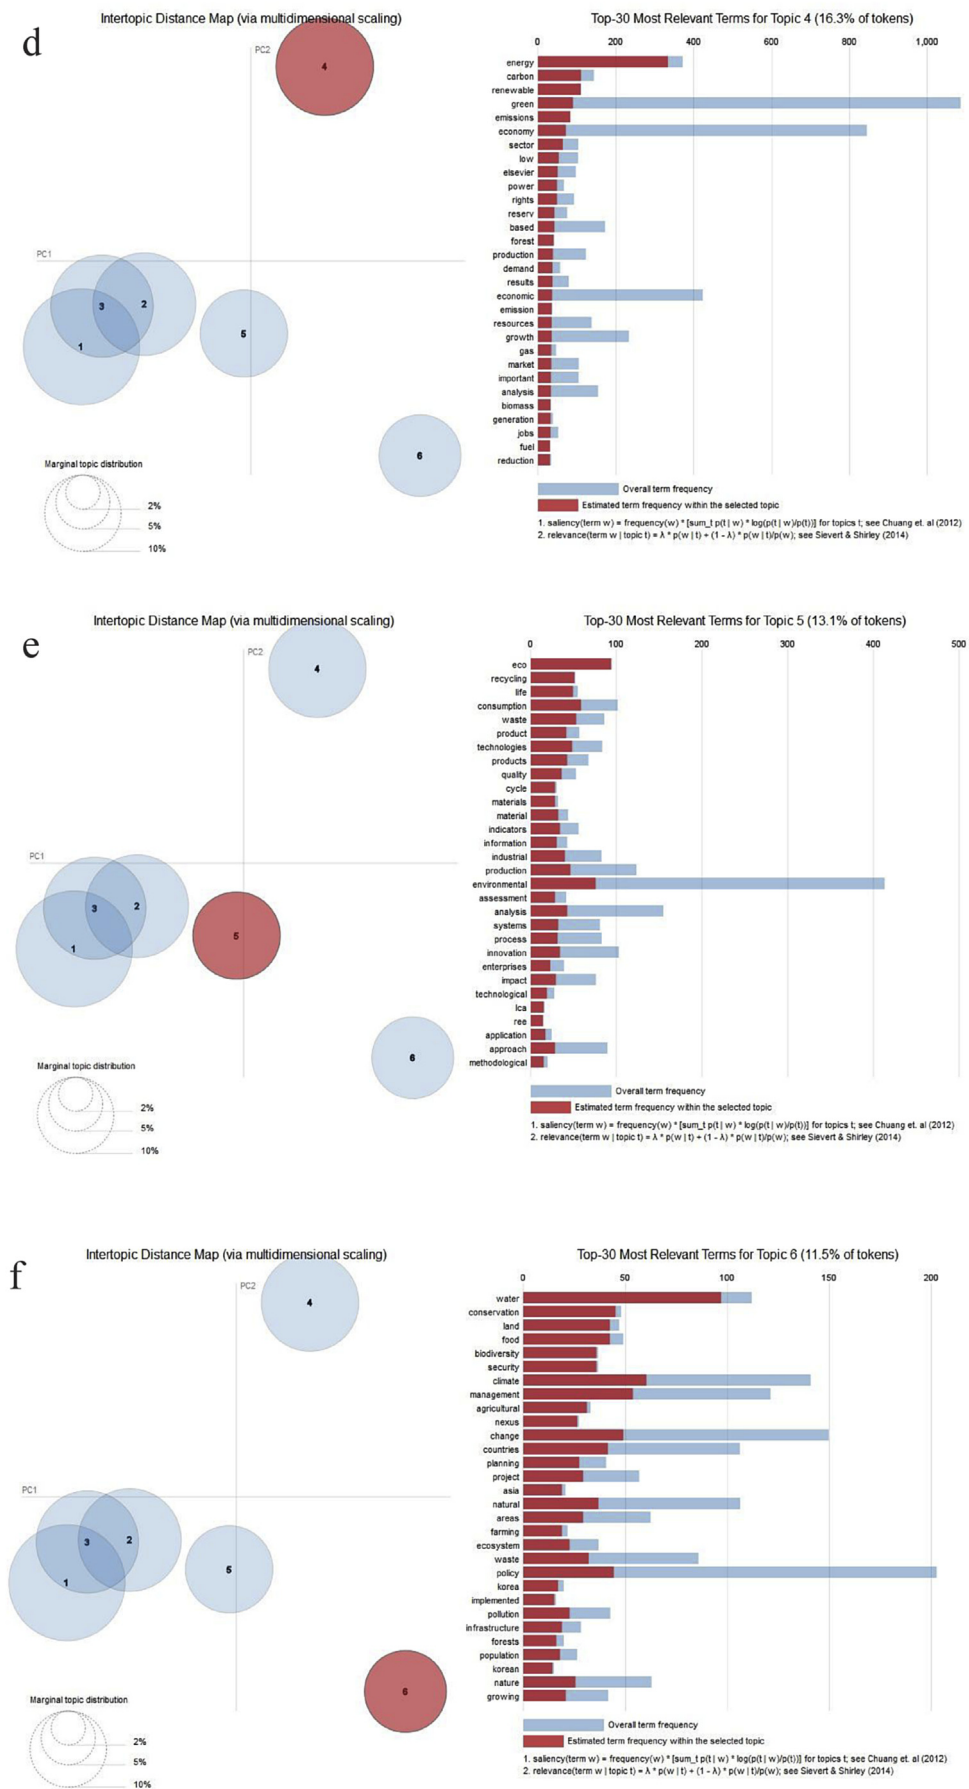 d
Intertopic Distance Map (via multidimensional scaling)
PC2
4
PC1
3
2
1
5
6
Marginal topic distribution
2%
5%
10%
Top-30 Most Relevant Terms for Topic 4 (16.3% of tokens)
0 200 400 600 800 1,000
energy
carbon
renewable
green
emissions
economy
sector
low
elsevier
power
rights
reserv
based
forest
production
demand
results
economic
emission
resources
growth
gas
market
important
analysis
biomass
generation
jobs
fuel
reduction
Overall term frequency
Estimated term frequency within the selected topic
1. saliency(term w) = frequency(w) * [sum_t p(t | w) * log(p(t | w)/p(t))] for topics t; see Chuang et. al (2012)
2. relevance(term w | topic t) = λ * p(w | t) + (1 - λ) * p(w | t)/p(w); see Sievert & Shirley (2014)
e
Intertopic Distance Map (via multidimensional scaling)
PC2
4
PC1
3
2
1
5
6
Marginal topic distribution
2%
5%
10%
Top-30 Most Relevant Terms for Topic 5 (13.1% of tokens)
0 100 200 300 400 500
eco
recycling
life
consumption
waste
product
technologies
products
quality
cycle
materials
material
indicators
information
industrial
production
environmental
assessment
analysis
systems
process
innovation
enterprises
impact
technological
lca
ree
application
approach
methodological
Overall term frequency
Estimated term frequency within the selected topic
1. saliency(term w) = frequency(w) * [sum_t p(t | w) * log(p(t | w)/p(t))] for topics t; see Chuang et. al (2012)
2. relevance(term w | topic t) = λ * p(w | t) + (1 - λ) * p(w | t)/p(w); see Sievert & Shirley (2014)
f
Intertopic Distance Map (via multidimensional scaling)
PC2
4
PC1
3
2
1
5
6
Marginal topic distribution
2%
5%
10%
Top-30 Most Relevant Terms for Topic 6 (11.5% of tokens)
0 50 100 150 200
water
conservation
land
food
biodiversity
security
climate
management
agricultural
nexus
change
countries
planning
project
asia
natural
areas
farming
ecosystem
waste
policy
korea
implemented
pollution
infrastructure
forests
population
korean
nature
growing
Overall term frequency
Estimated term frequency within the selected topic
1. saliency(term w) = frequency(w) * [sum_t p(t | w) * log(p(t | w)/p(t))] for topics t; see Chuang et. al (2012)
2. relevance(term w | topic t) = λ * p(w | t) + (1 - λ) * p(w | t)/p(w); see Sievert & Shirley (2014)